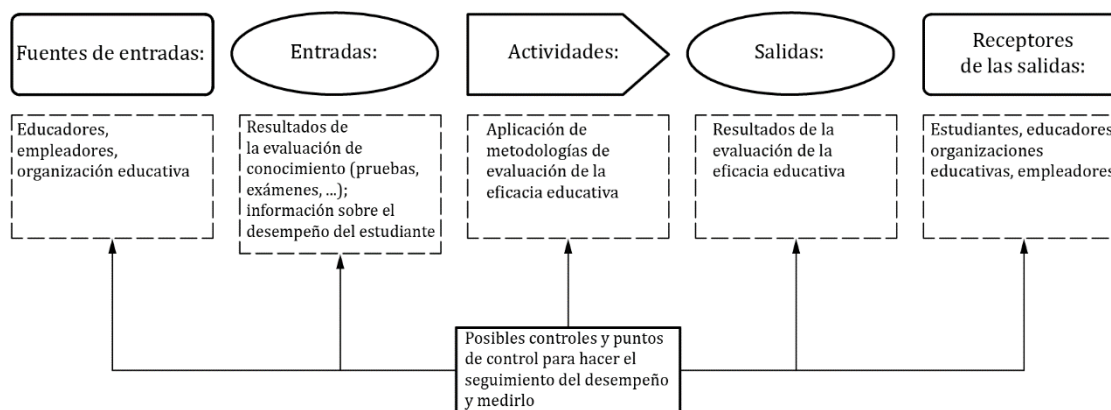 Fuentes de entradas:
Entradas:
Actividades:
Salidas:
Receptores
de las salidas:
Educadores,
empleadores,
organización educativa
Resultados de
la evaluación de
conocimiento (pruebas,
exámenes, ...);
información sobre el
desempeño del estudiante
Aplicación de
metodologías de
evaluación de la
eficacia educativa
Resultados de la
evaluación de la
eficacia educativa
Estudiantes, educadores,
organizaciones
educativas, empleadores
Posibles controles y puntos
de control para hacer el
seguimiento del desempeño
y medirlo